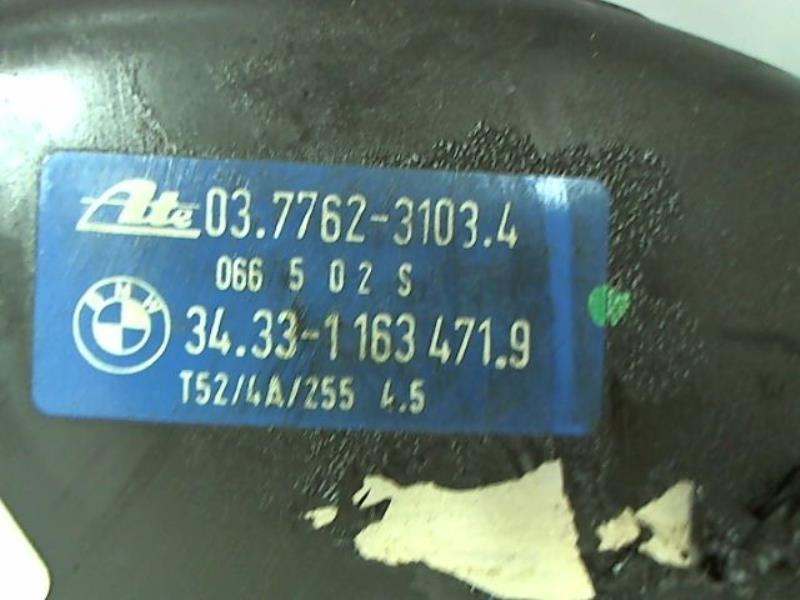 Ate 03.7762-3103.4
066 5 02 S
BMW 34.33-1 163 471.9
T52/4A/255 4.5